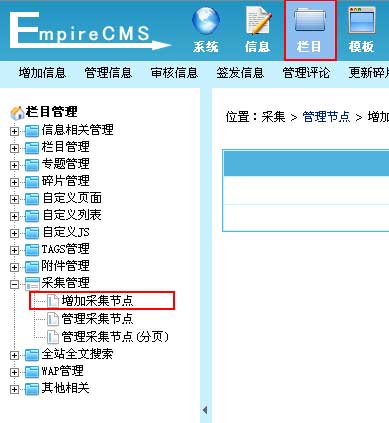 EmpireCMS
系统 信息 栏目 模板
增加信息 管理信息 审核信息 签发信息 管理评论 更新碎
位置：采集 > 管理节点 > 增加
栏目管理
信息相关管理
栏目管理
专题管理
碎片管理
自定义页面
自定义列表
自定义JS
TAGS管理
附件管理
采集管理
增加采集节点
管理采集节点
管理采集节点(分页)
全站全文搜索
WAP管理
其他相关